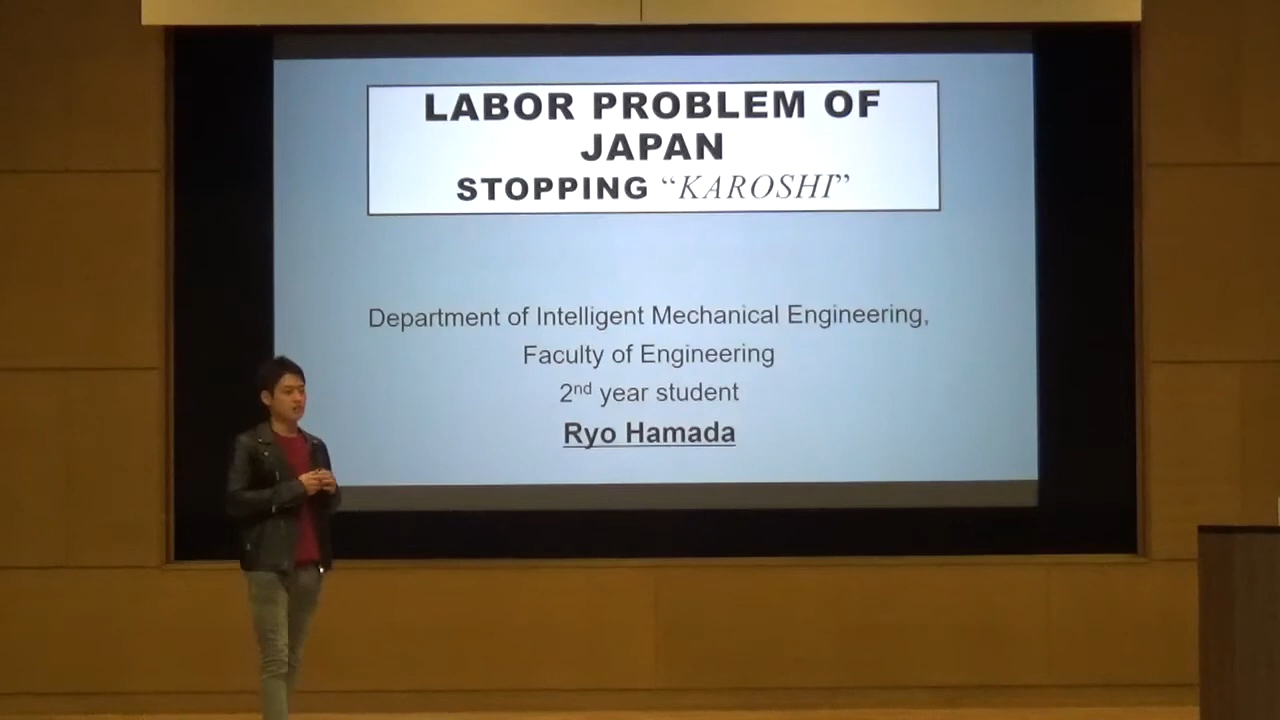 LABOR PROBLEM OF
JAPAN
STOPPING “KAROSHI”
Department of Intelligent Mechanical Engineering,
Faculty of Engineering
2nd year student
Ryo Hamada